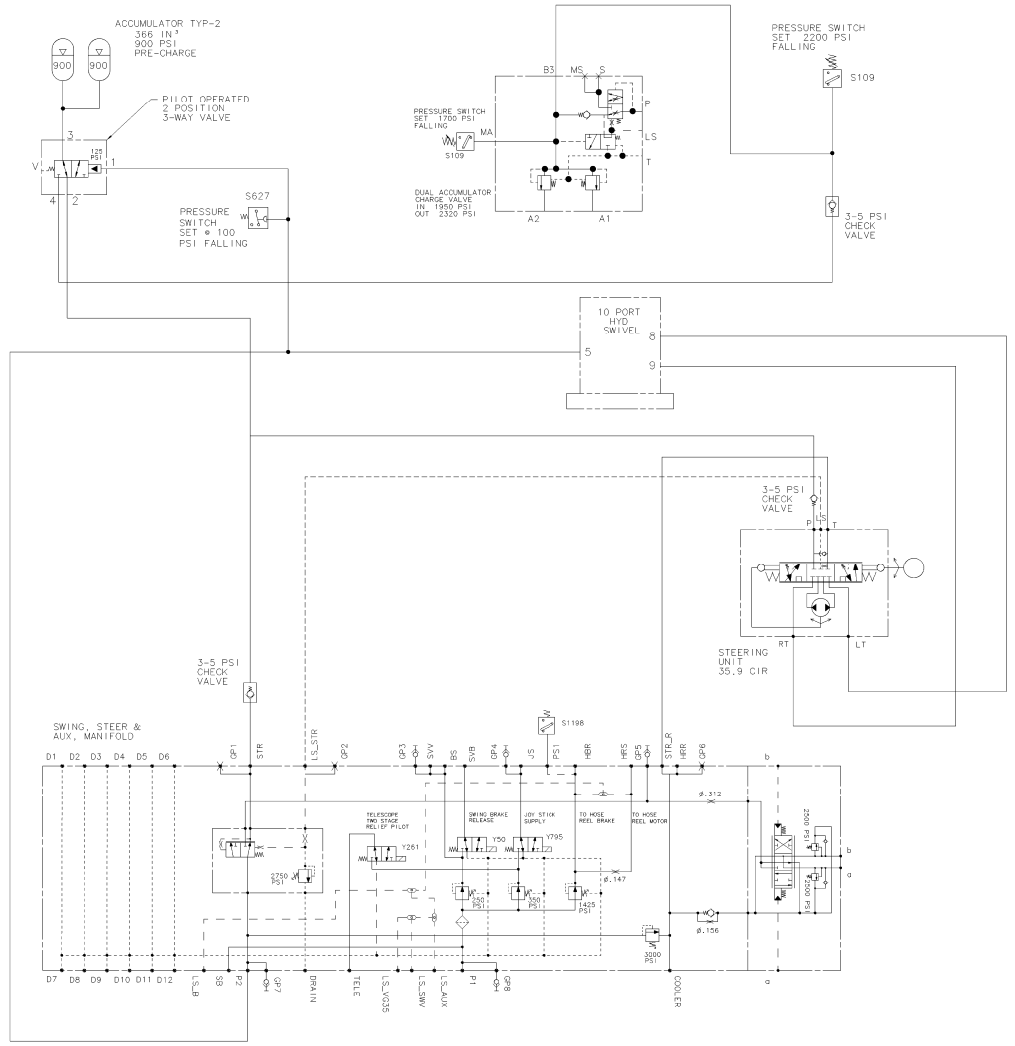 ACCUMULATOR TYP-2
366 IN³
900 PSI
PRE-CHARGE
900
900
PILOT OPERATED
2 POSITION
3-WAY VALVE
3
125
PSI
1
V
4
2
S627
PRESSURE
SWITCH
SET @ 100
PSI FALLING
B3
MS
S
P
LS
T
PRESSURE SWITCH
SET 1700 PSI
FALLING
MA
S109
DUAL ACCUMULATOR
CHARGE VALVE
IN 1950 PSI
OUT 2320 PSI
A2
A1
PRESSURE SWITCH
SET 2200 PSI
FALLING
S109
3-5 PSI
CHECK
VALVE
10 PORT
HYD
SWIVEL
8
5
9
3-5 PSI
CHECK
VALVE
P
LS
T
RT
LT
STEERING
UNIT
35.9 CIR
3-5 PSI
CHECK
VALVE
SWING, STEER &
AUX, MANIFOLD
S1198
D1
D2
D3
D4
D5
D6
GP1
STR
LS_STR
GP2
GP3
SVV
BS
SVB
GP4
JS
PS1
HBR
HRS
GP5
STR_R
HRR
GP6
b
Ø.312
TELESCOPE
TWO STAGE
RELIEF PILOT
SWING BRAKE
RELEASE
JOY STICK
SUPPLY
TO HOSE
REEL BRAKE
TO HOSE
REEL MOTOR
Y261
Y50
Y795
2750
PSI
250
PSI
350
PSI
1425
PSI
Ø.147
2500 PSI
2500 PSI
b
a
Ø.156
3000
PSI
D7
D8
D9
D10
D11
D12
LS_B
SB
P2
GP7
DRAIN
TELE
LS_VG35
LS_SWV
LS_AUX
P1
GP8
COOLER
a